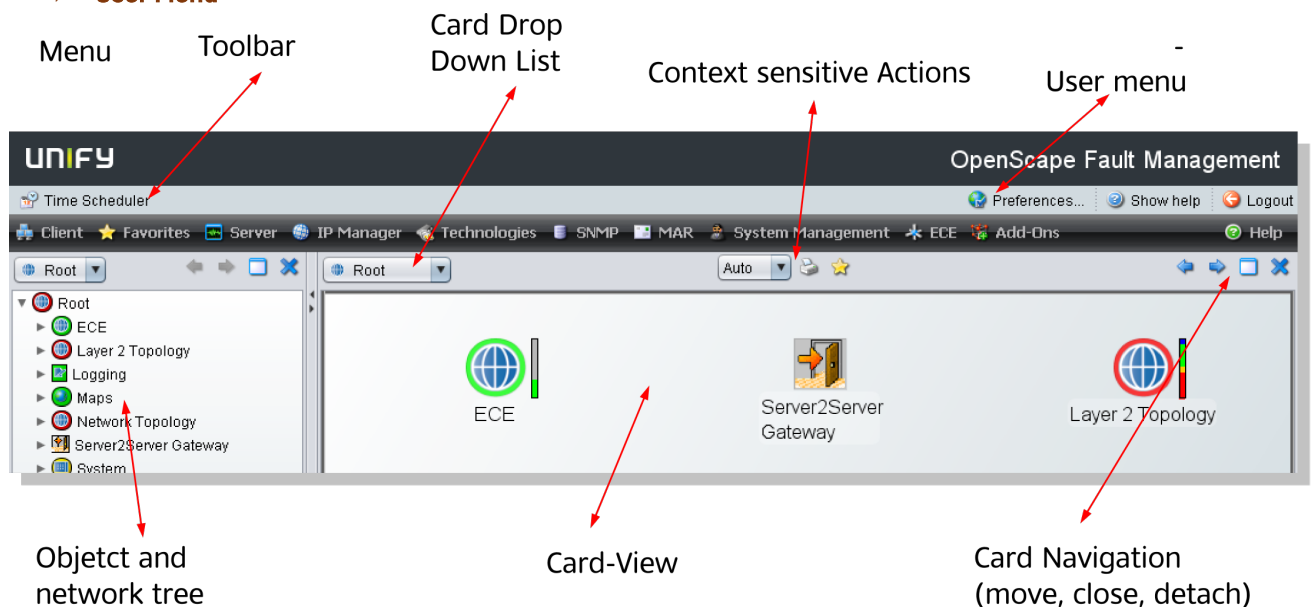 User Menu
Menu
Toolbar
Card Drop
Down List
Context sensitive Actions
-
User menu
UNIFY
OpenScape Fault Management
Time Scheduler
Preferences...
Show help
Logout
Client
Favorites
Server
IP Manager
Technologies
SNMP
MAR
System Management
ECE
Add-Ons
Help
Root
Root
Auto
Root
ECE
Layer 2 Topology
Logging
Maps
Network Topology
Server2Server Gateway
System
ECE
Server2Server
Gateway
Layer 2 Topology
Objetct and
network tree
Card-View
Card Navigation
(move, close, detach)